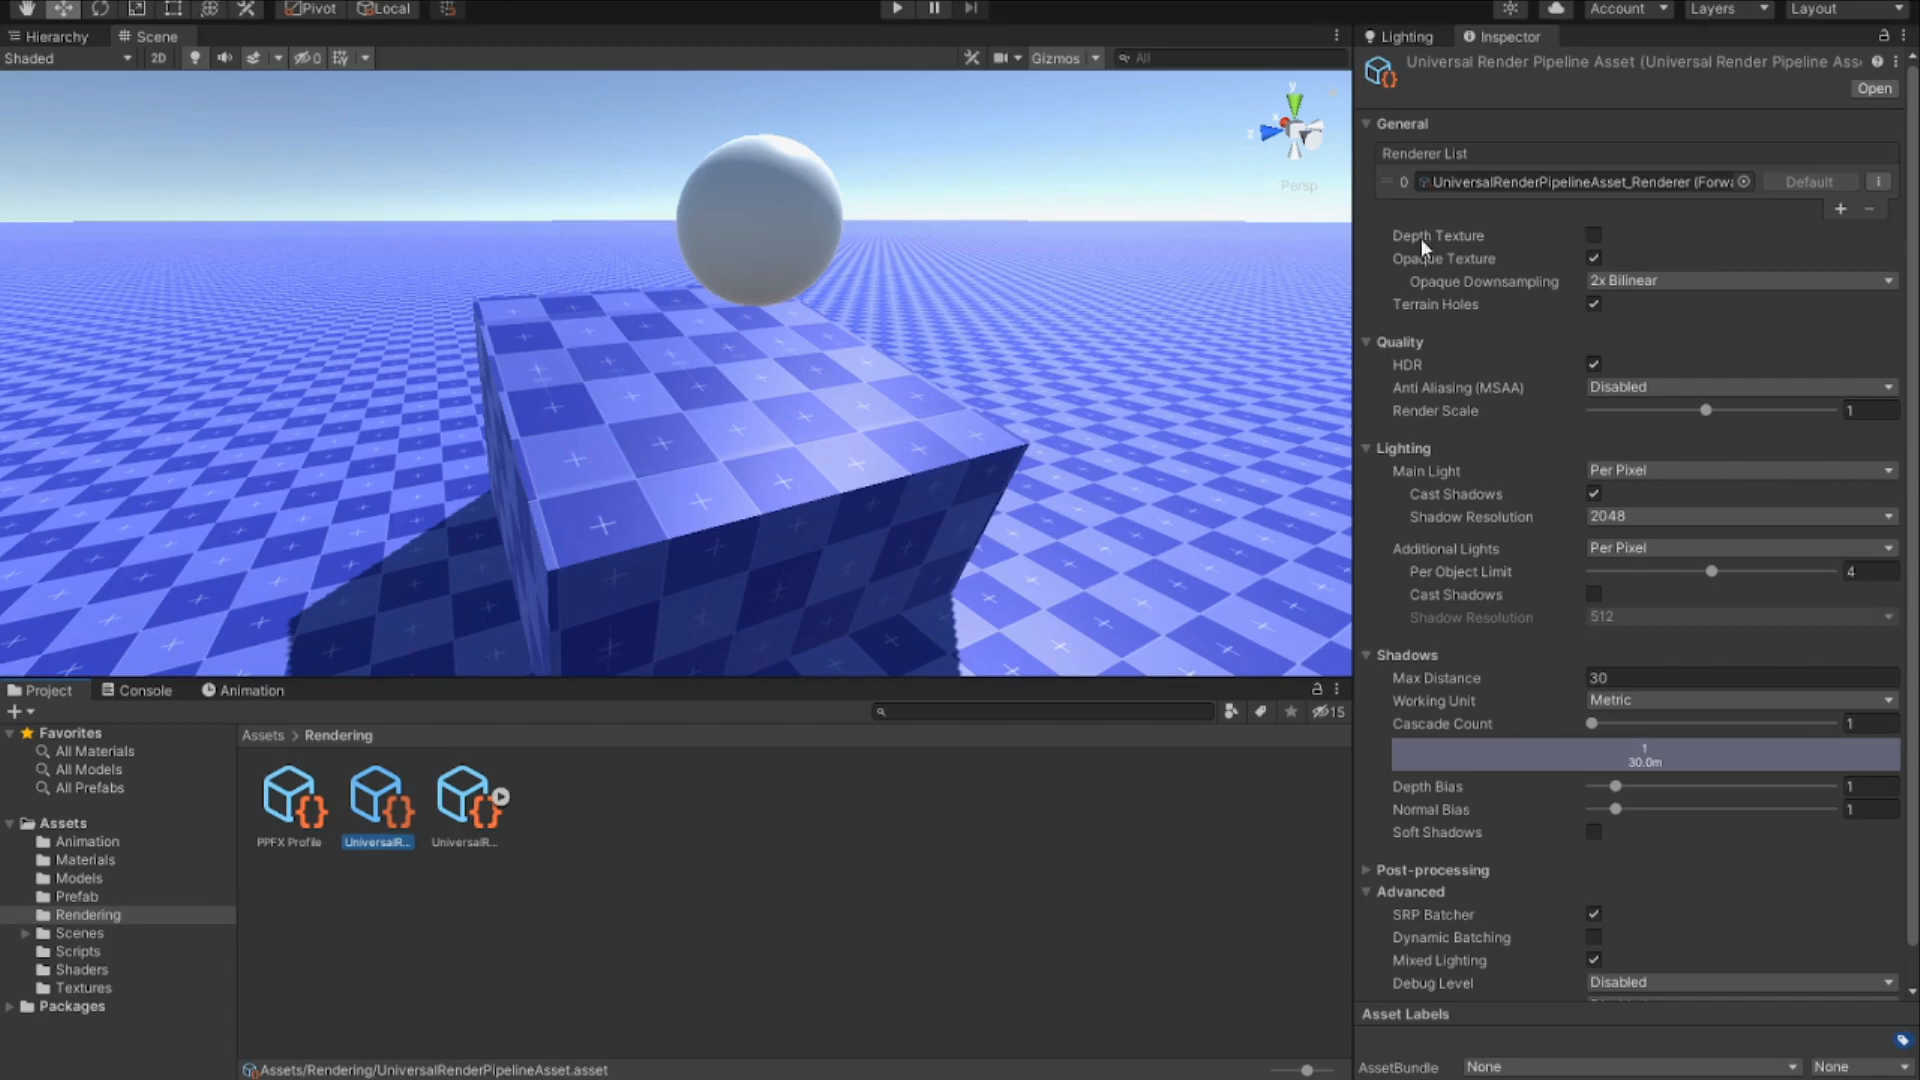 Pivot Local Account Layers Layout
Hierarchy Scene
Shaded 2D 0 Gizmos All
y
x
z
Persp
Lighting Inspector
Universal Render Pipeline Asset (Universal Render Pipeline Ass
Open
General
Renderer List
0 UniversalRenderPipelineAsset_Renderer (Forwa Default
Depth Texture
Opaque Texture
Opaque Downsampling 2x Bilinear
Terrain Holes
Quality
HDR
Anti Aliasing (MSAA) Disabled
Render Scale 1
Lighting
Main Light Per Pixel
Cast Shadows
Shadow Resolution 2048
Additional Lights Per Pixel
Per Object Limit 4
Cast Shadows
Shadow Resolution 512
Shadows
Max Distance 30
Working Unit Metric
Cascade Count 1
1
30.0m
Depth Bias 1
Normal Bias 1
Soft Shadows
Post-processing
Advanced
SRP Batcher
Dynamic Batching
Mixed Lighting
Debug Level Disabled
Asset Labels
AssetBundle None None
Project Console Animation
15
Favorites
All Materials
All Models
All Prefabs
Assets
Animation
Materials
Models
Prefab
Rendering
Scenes
Scripts
Shaders
Textures
Packages
Assets > Rendering
PPFX Profile UniversalR... UniversalR...
Assets/Rendering/UniversalRenderPipelineAsset.asset